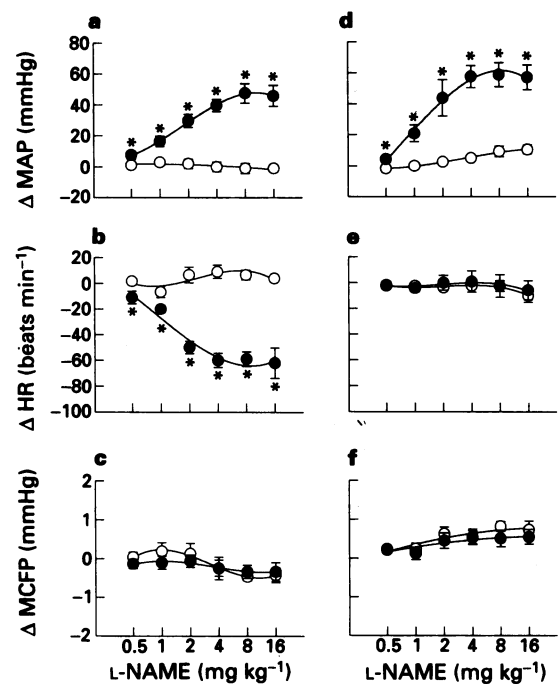 a
d
Δ MAP (mmHg)
80
60
40
20
0
−20
* * * * * *
* * * * * *
b
e
Δ HR (beats min⁻¹)
20
0
−20
−40
−60
−80
−100
* * * * * *
c
f
Δ MCFP (mmHg)
2
1
0
−1
−2
0.5 1 2 4 8 16
0.5 1 2 4 8 16
L-NAME (mg kg⁻¹)
L-NAME (mg kg⁻¹)